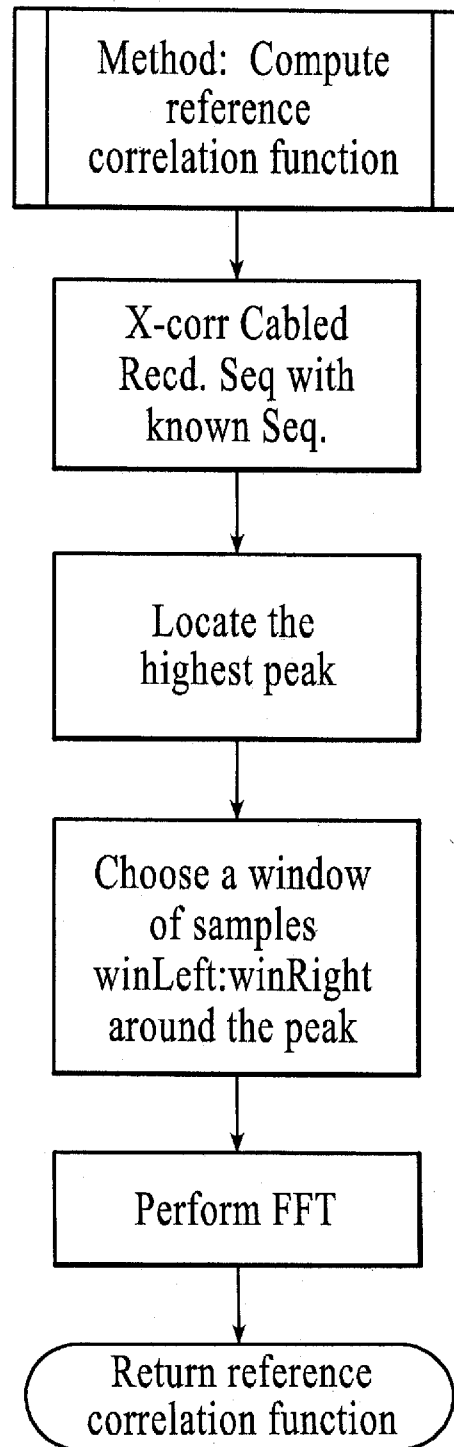 Method: Compute
reference
correlation function
X-corr Cabled
Recd. Seq with
known Seq.
Locate the
highest peak
Choose a window
of samples
winLeft:winRight
around the peak
Perform FFT
Return reference
correlation function